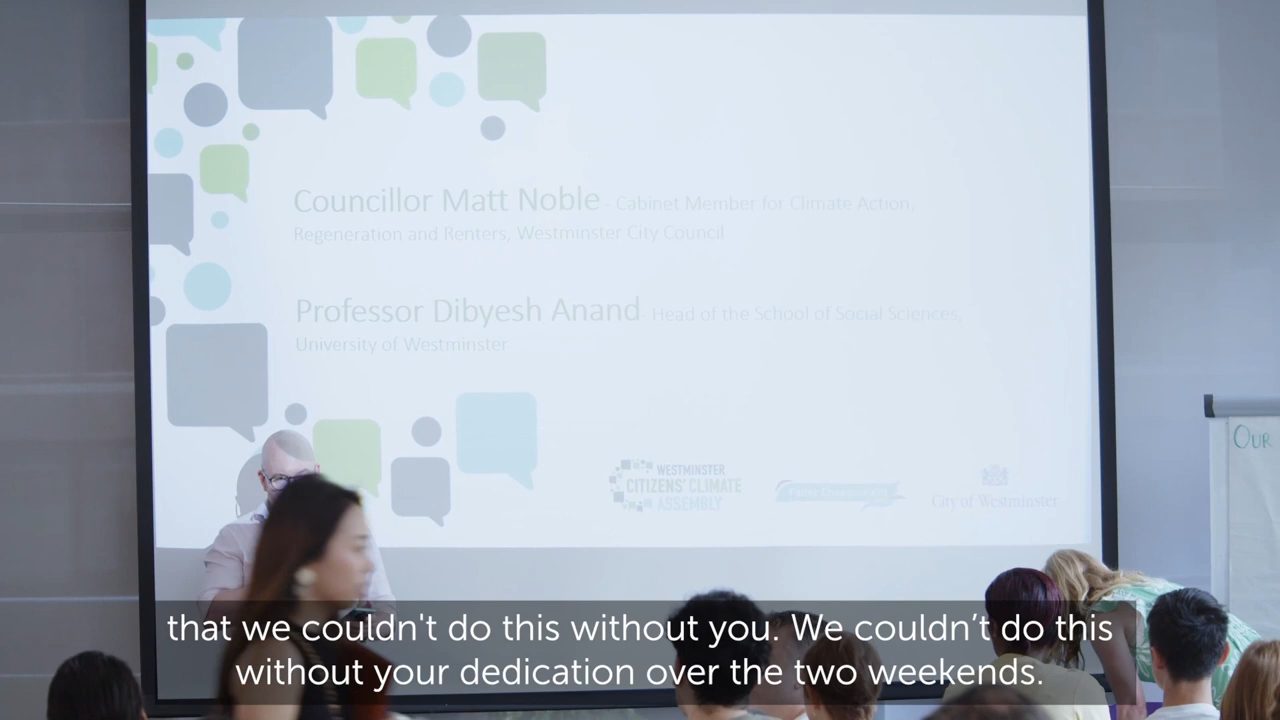 Councillor Matt Noble - Cabinet Member for Climate Action,
Regeneration and Renters, Westminster City Council
Professor Dibyesh Anand - Head of the School of Social Sciences,
University of Westminster
WESTMINSTER
CITIZENS' CLIMATE
ASSEMBLY
City of Westminster
OUR
that we couldn't do this without you. We couldn’t do this
without your dedication over the two weekends.